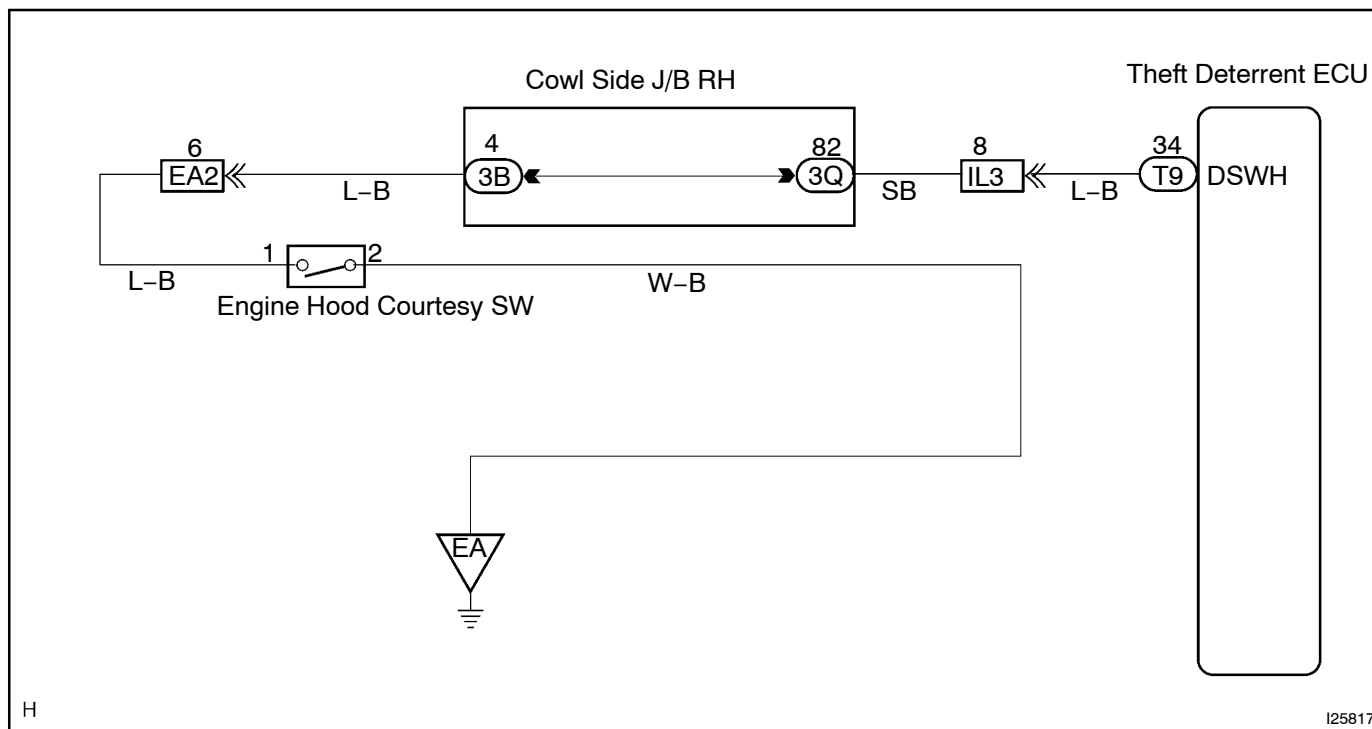 Cowl Side J/B RH
Theft Deterrent ECU
6
4
82
8
34
EA2
3B
3Q
IL3
T9
DSWH
L–B
SB
L–B
1
2
L–B
W–B
Engine Hood Courtesy SW
EA
H
I25817